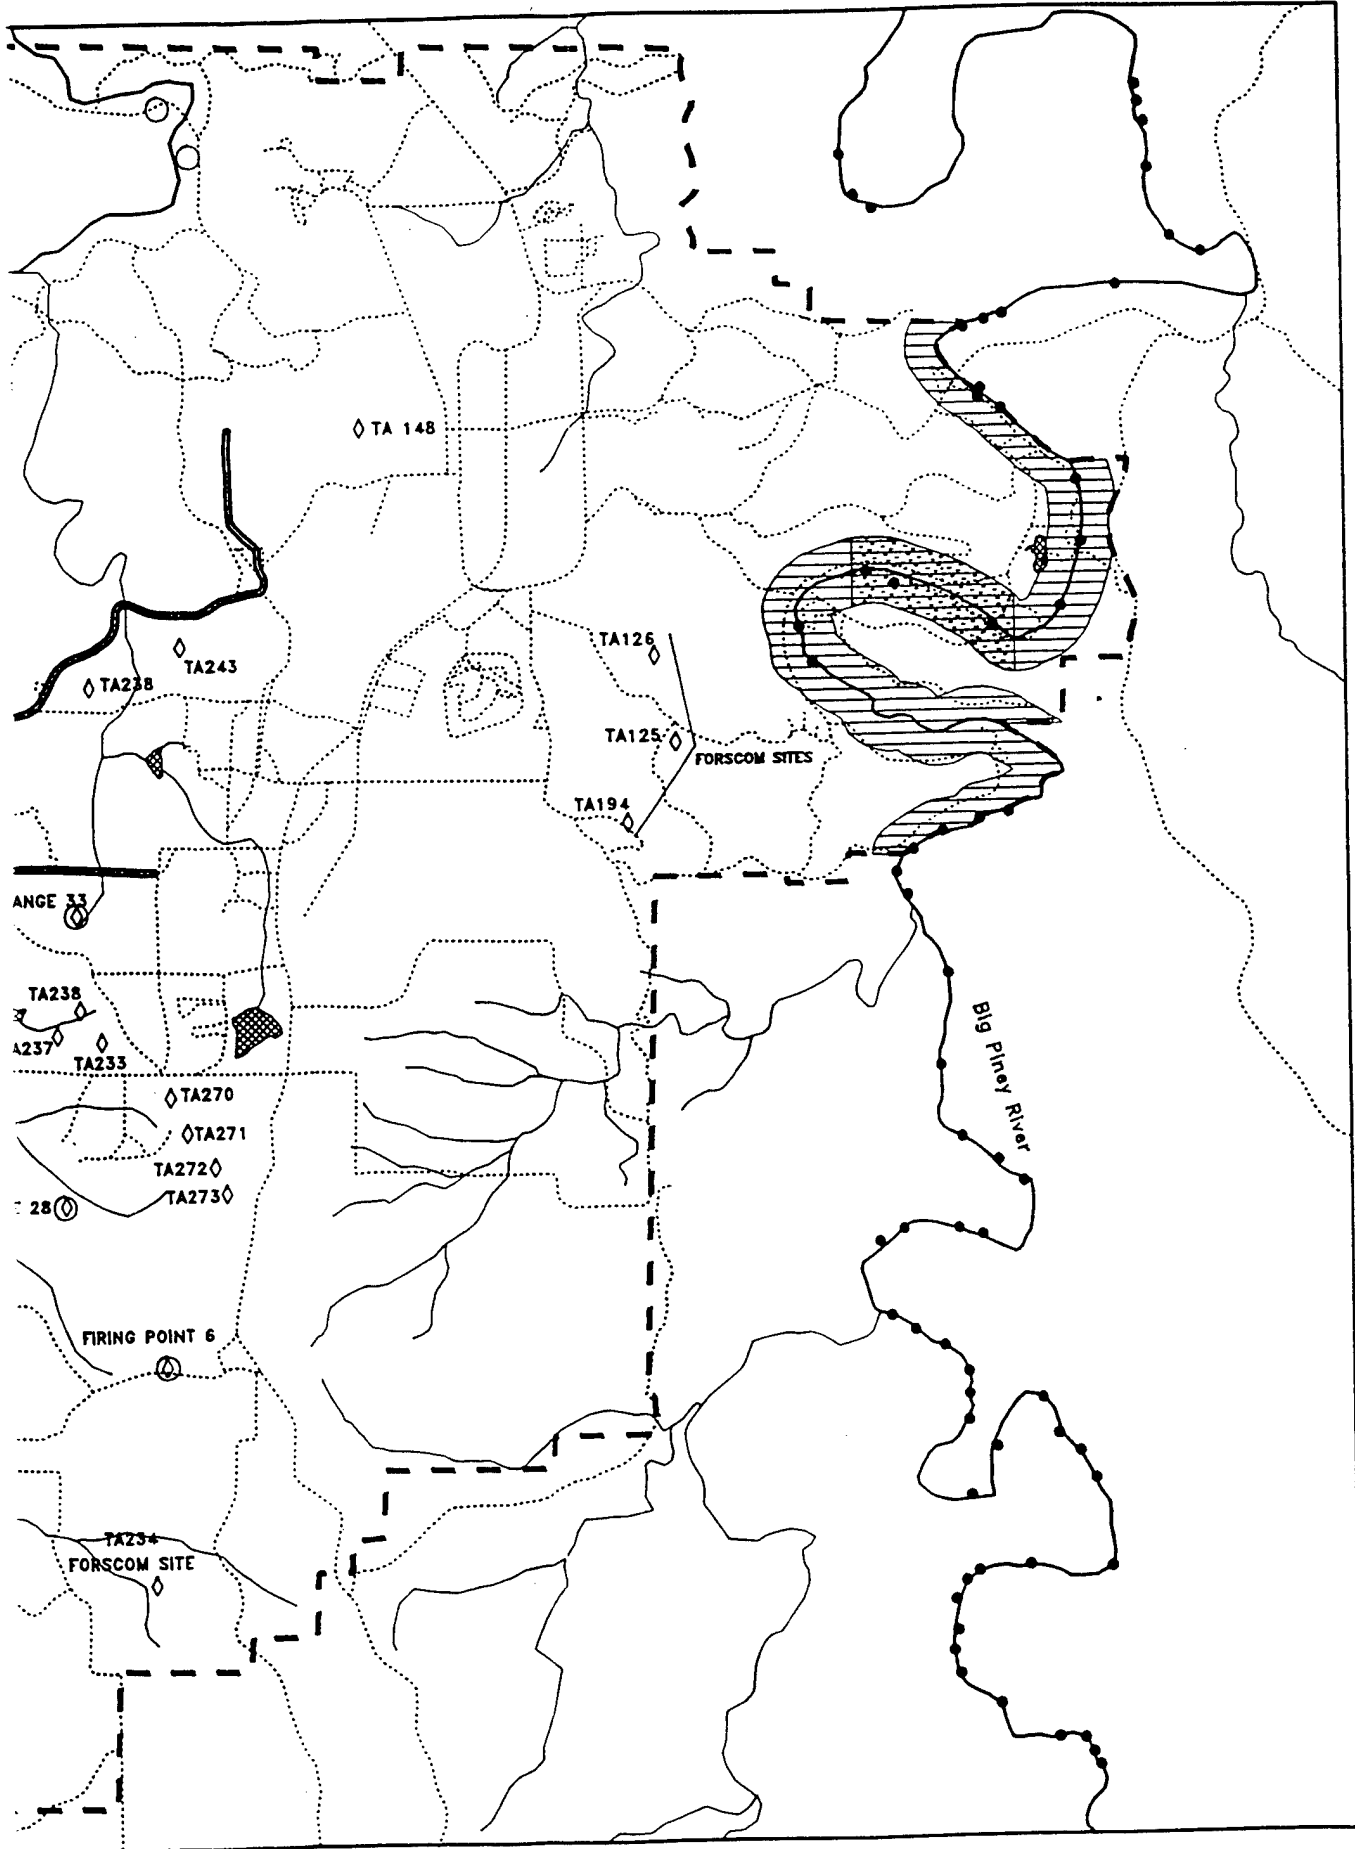 TA 148
TA126
TA243
TA238
TA125
FORSCOM SITES
TA194
ANGE 33
TA238
A237
TA233
Big Piney River
TA270
TA271
TA272
TA273
28
FIRING POINT 6
TA234
FORSCOM SITE